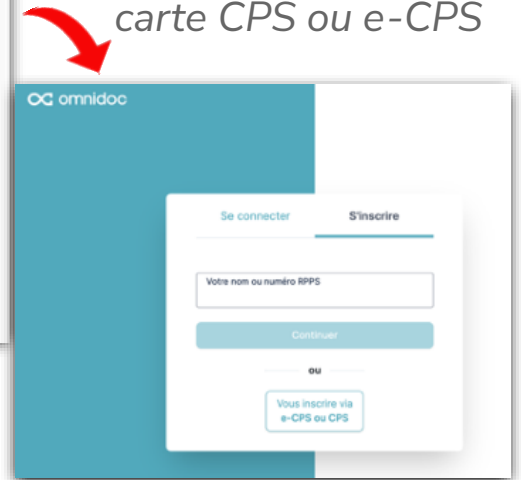 carte CPS ou e-CPS
omnidoc
Se connecter S'inscrire
Votre nom ou numéro RPPS
Continuer
ou
Vous inscrire via
e-CPS ou CPS